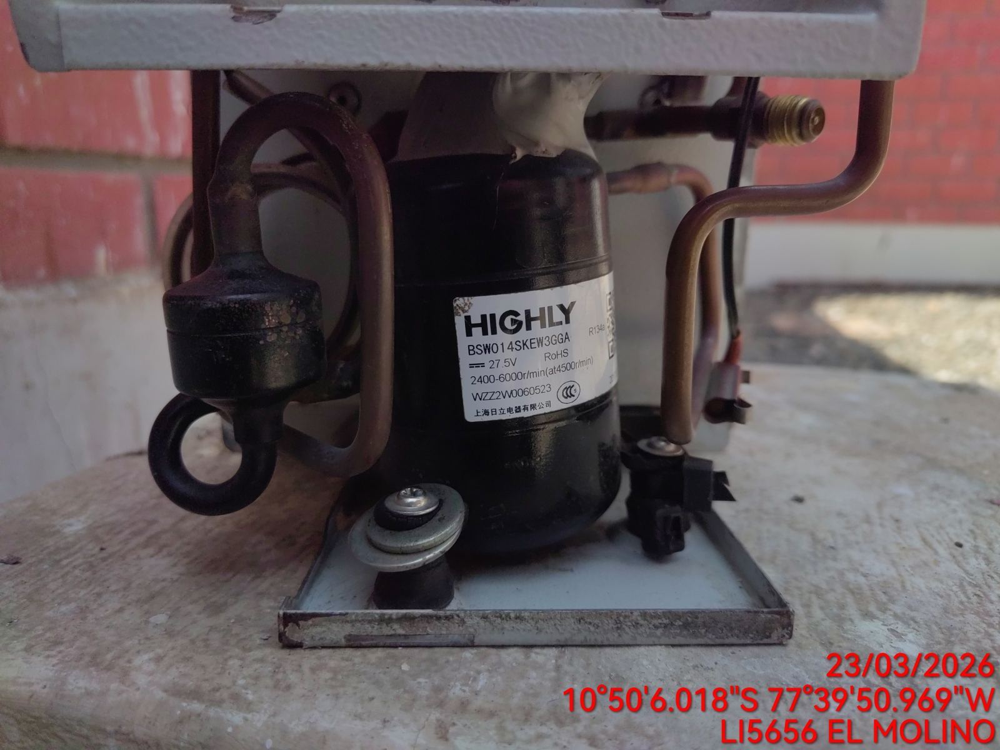 HIGHLY
BSW014SKEW3GGA R134a
27.5V RoHS
2400-6000r/min(at4500r/min)
WZZ2W0060523
上海日立电器有限公司
23/03/2026
10°50'6.018"S 77°39'50.969"W
LI5656 EL MOLINO